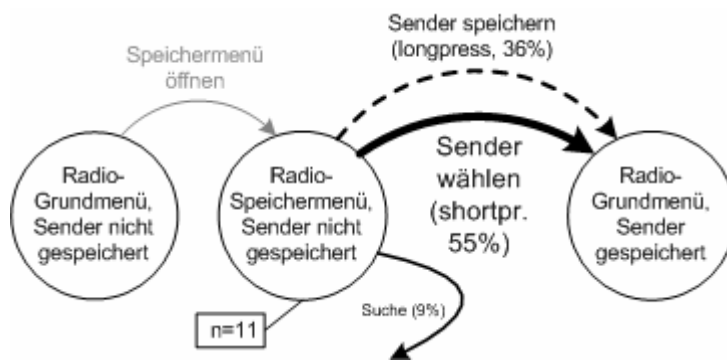 Sender speichern
(longpress, 36%)
Speichermenü
öffnen
Sender
wählen
(shortpr.
55%)
Radio-
Grundmenü,
Sender nicht
gespeichert
Radio-
Speichermenü,
Sender nicht
gespeichert
Radio-
Grundmenü,
Sender
gespeichert
Suche (9%)
n=11